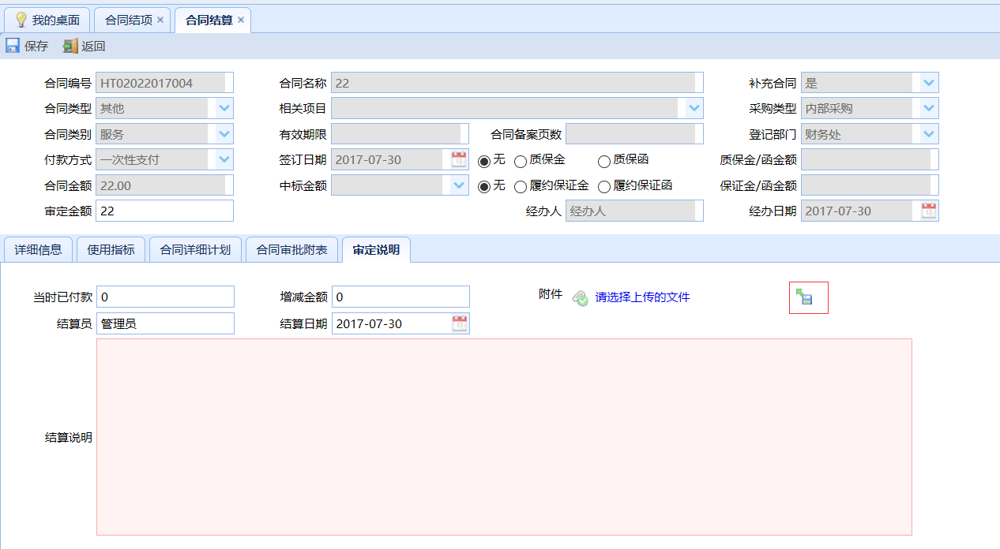 我的桌面 合同结项 合同结算
保存 返回
合同编号 HT02022017004 合同名称 22 补充合同 是
合同类型 其他 相关项目 采购类型 内部采购
合同类别 服务 有效期限 合同备案页数 登记部门 财务处
付款方式 一次性支付 签订日期 2017-07-30 无 质保金 质保函 质保金/函金额
合同金额 22.00 中标金额 无 履约保证金 履约保证函 保证金/函金额
审定金额 22 经办人 经办人 经办日期 2017-07-30
详细信息 使用指标 合同详细计划 合同审批附表 审定说明
当时已付款 0 增减金额 0 附件 请选择上传的文件
结算员 管理员 结算日期 2017-07-30
结算说明